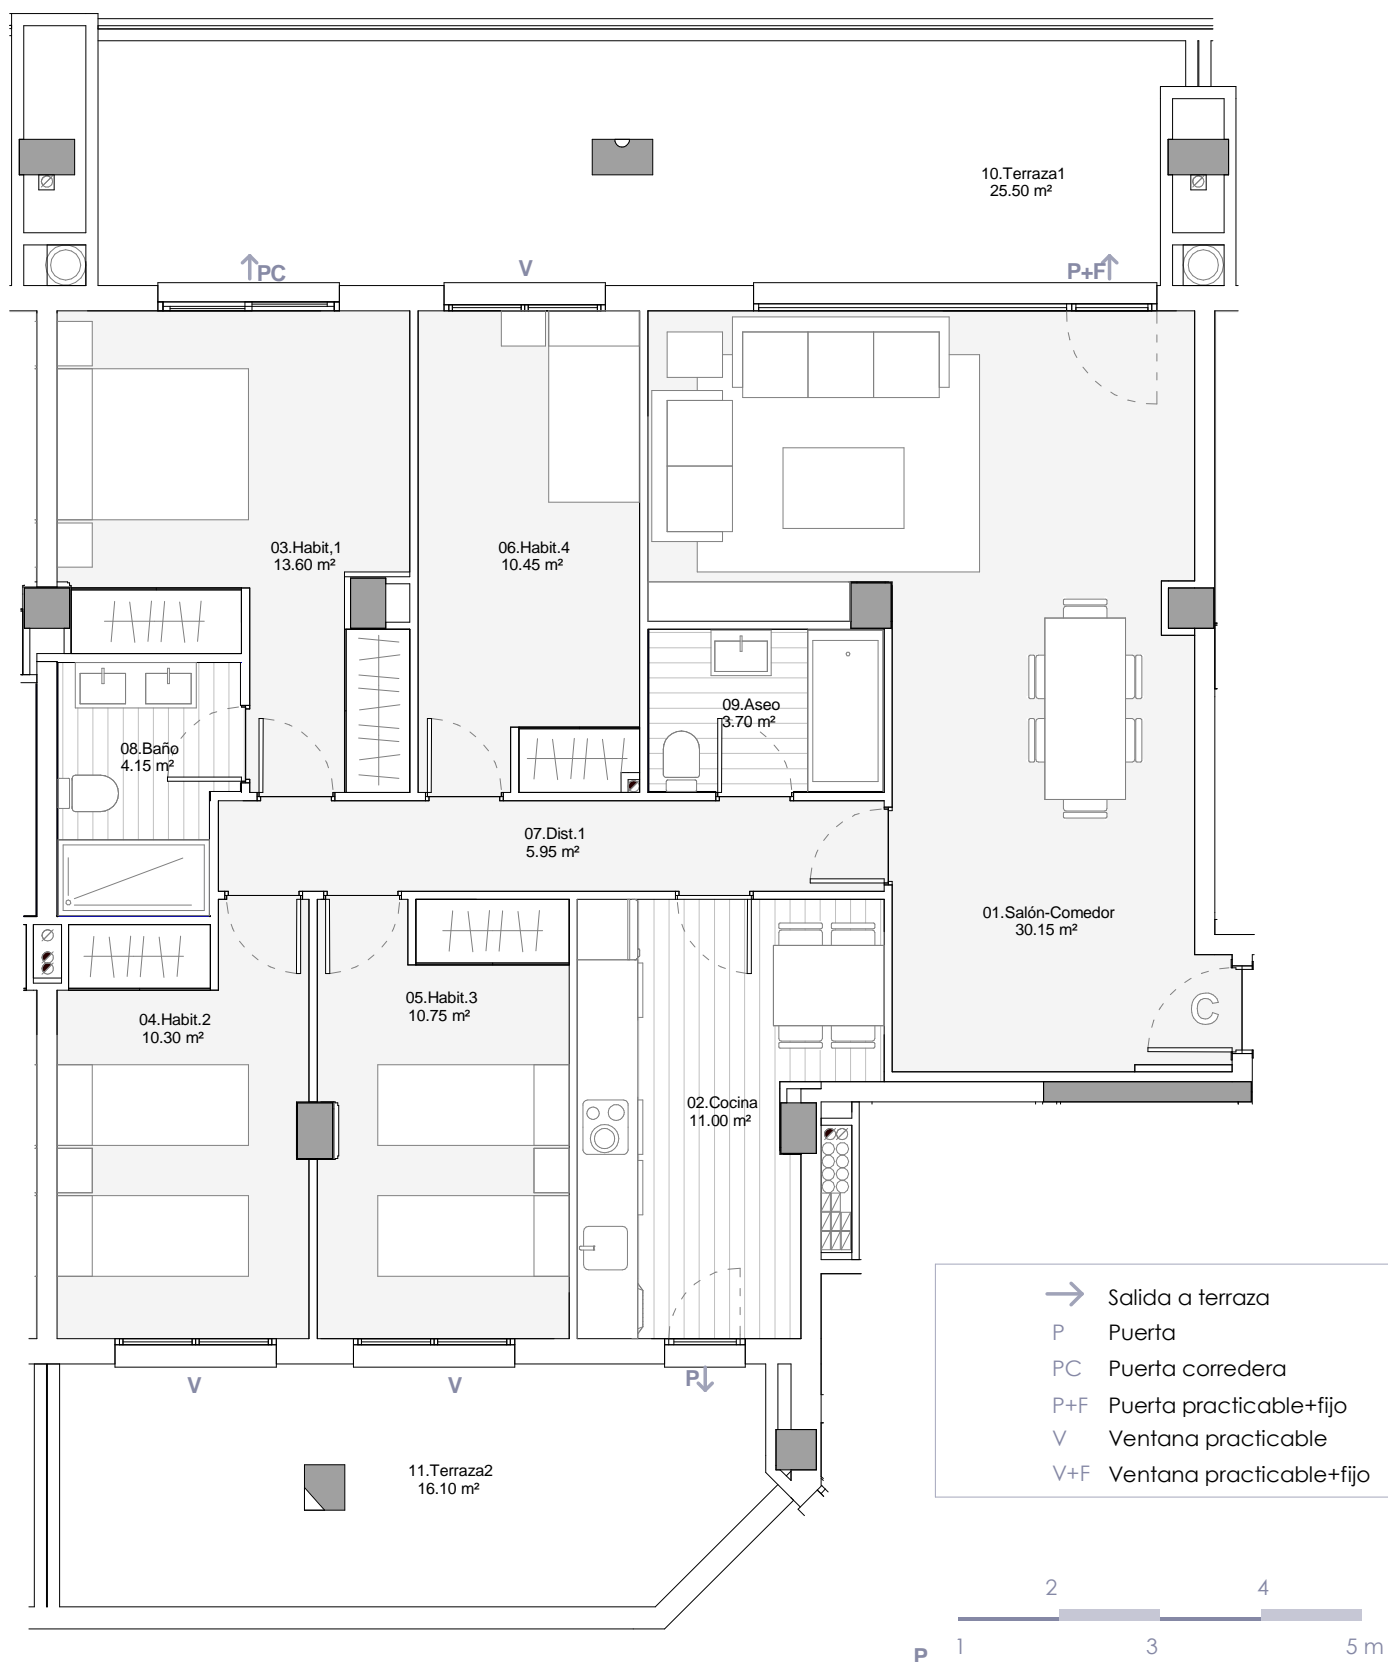 10.Terraza1
25.50 m²
PC
V
P+F
03.Habit,1
13.60 m²
06.Habit.4
10.45 m²
09.Aseo
3.70 m²
08.Baño
4.15 m²
07.Dist.1
5.95 m²
01.Salón-Comedor
30.15 m²
C
05.Habit.3
10.75 m²
04.Habit.2
10.30 m²
02.Cocina
11.00 m²
V
V
P
11.Terraza2
16.10 m²
Salida a terraza
P Puerta
PC Puerta corredera
P+F Puerta practicable+fijo
V Ventana practicable
V+F Ventana practicable+fijo
2 4
P 1 3 5 m